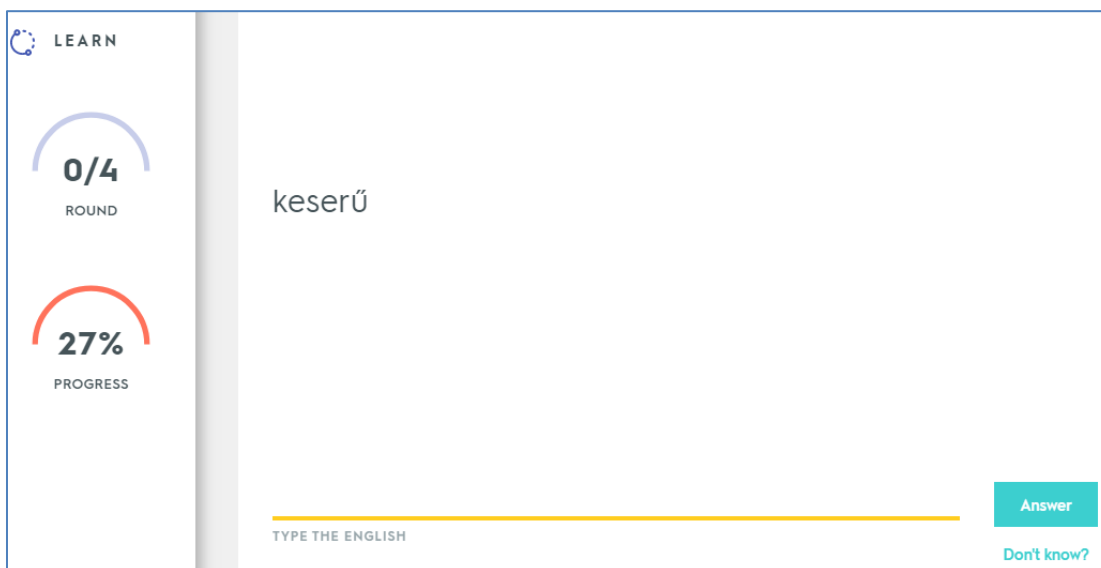 LEARN
0/4
ROUND
27%
PROGRESS
keserű
TYPE THE ENGLISH
Answer
Don't know?